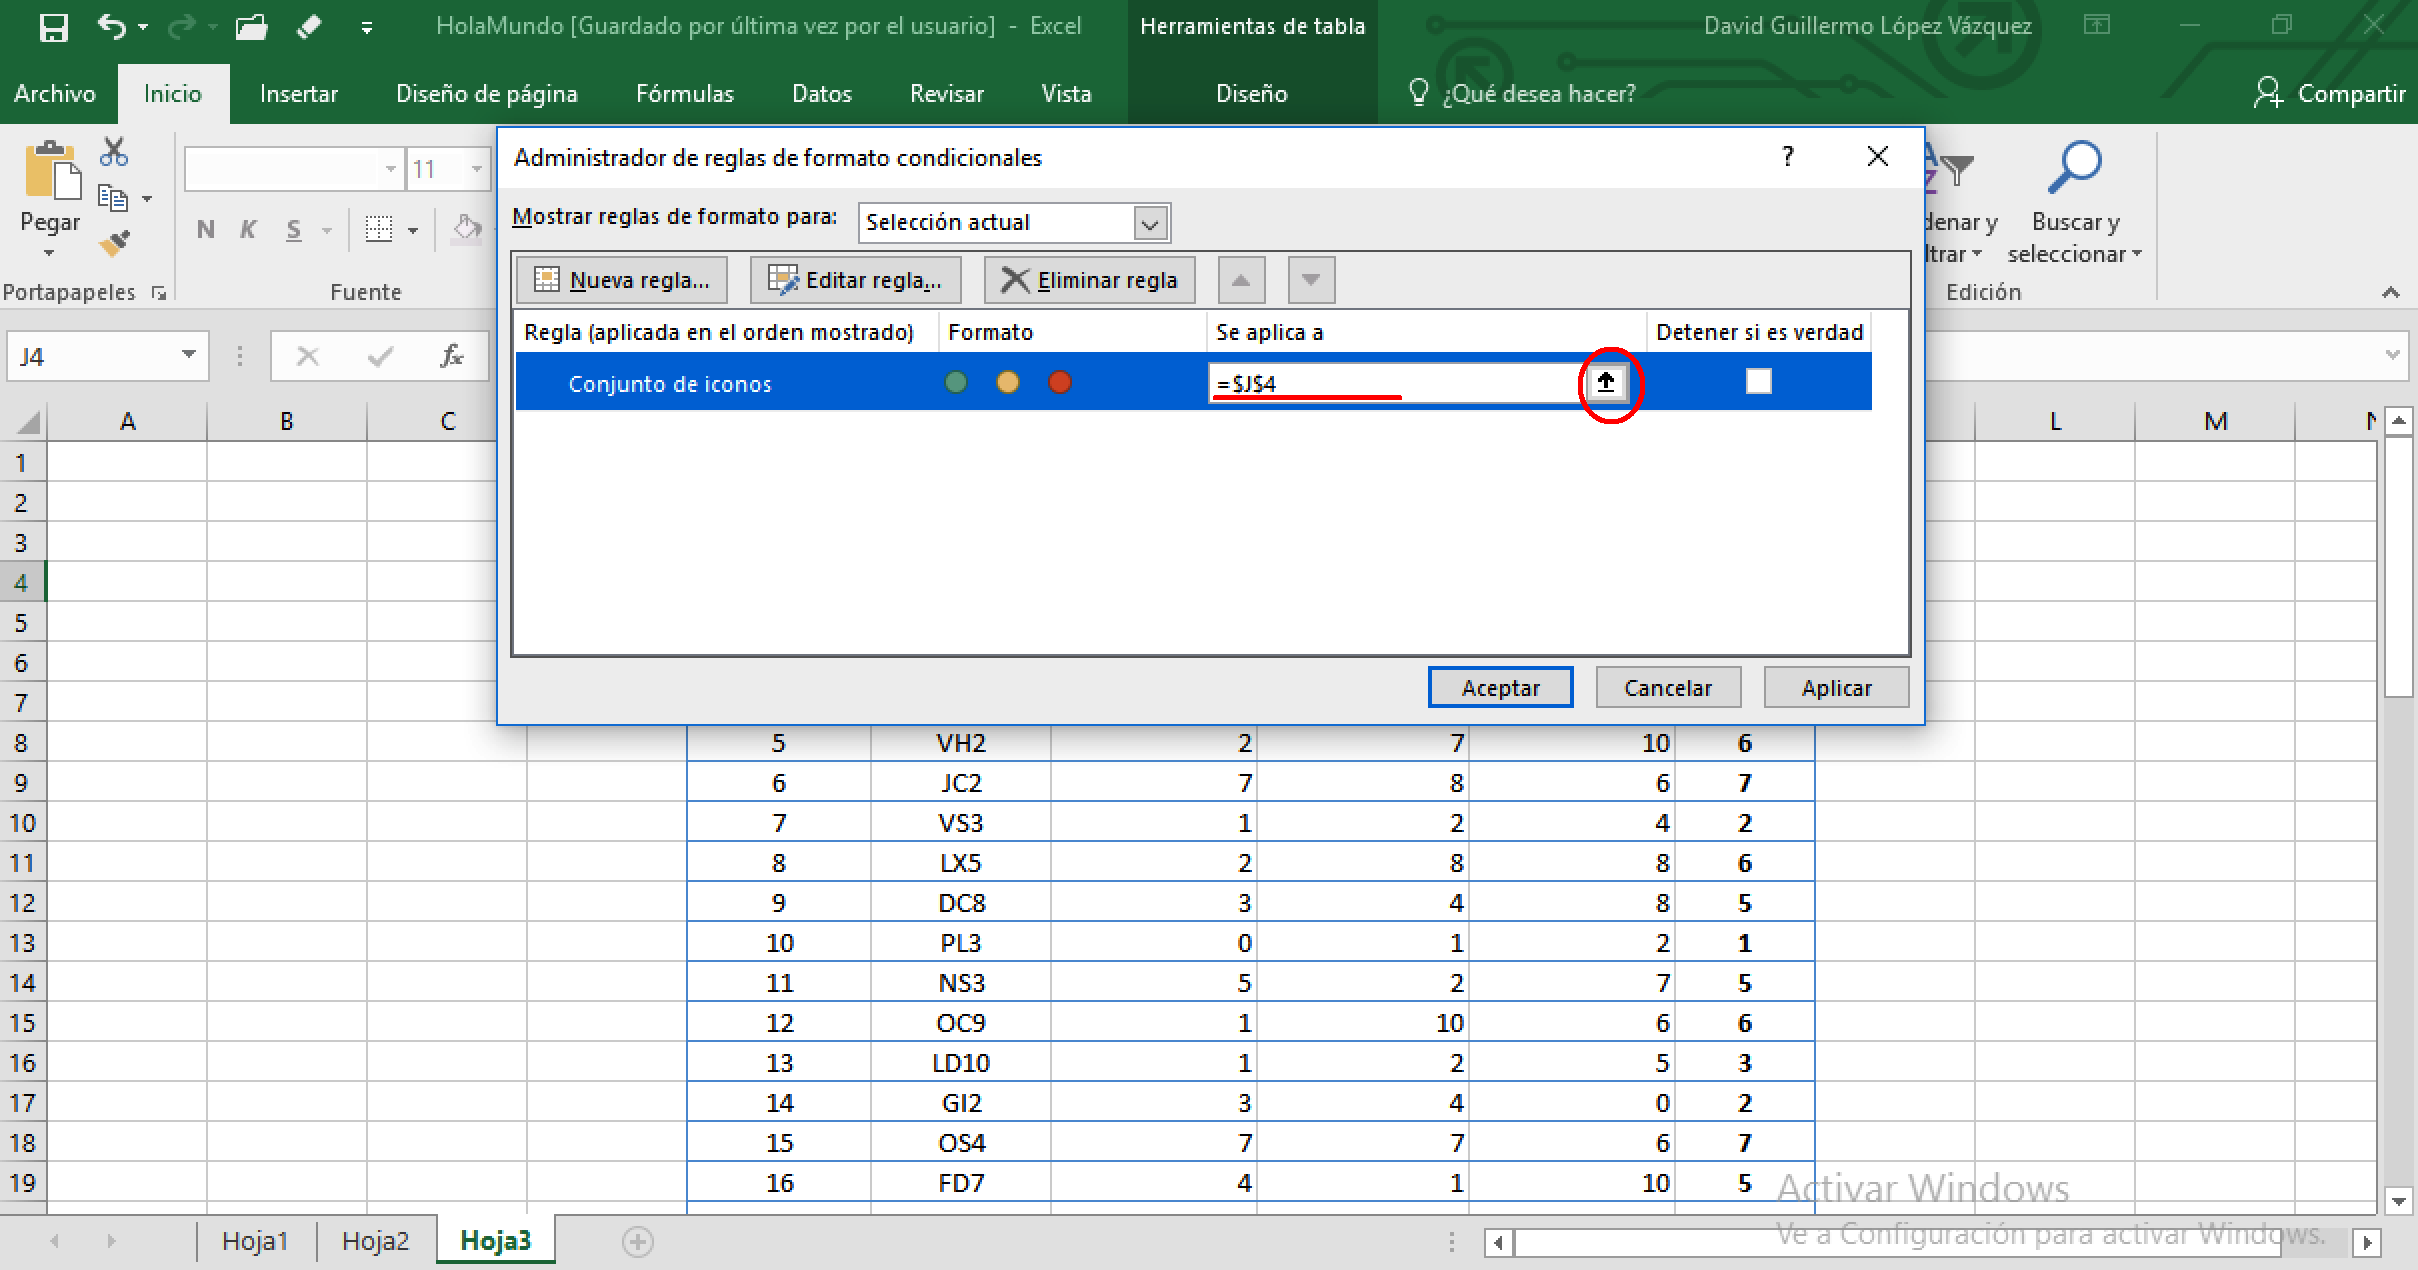 HolaMundo [Guardado por última vez por el usuario] - Excel
Herramientas de tabla
David Guillermo López Vázquez
Archivo Inicio Insertar Diseño de página Fórmulas Datos Revisar Vista Diseño ¿Qué desea hacer? Compartir
Pegar
Portapapeles
11
N K S
Fuente
Buscar y
seleccionar
Edición
Administrador de reglas de formato condicionales ?
Mostrar reglas de formato para: Selección actual
Nueva regla... Editar regla... Eliminar regla
Regla (aplicada en el orden mostrado) Formato Se aplica a Detener si es verdad
Conjunto de iconos =$J$4
Aceptar Cancelar Aplicar
J4 fx
A B C L M
1
2
3
4
5
6
7
8 5 VH2 2 7 10 6
9 6 JC2 7 8 6 7
10 7 VS3 1 2 4 2
11 8 LX5 2 8 8 6
12 9 DC8 3 4 8 5
13 10 PL3 0 1 2 1
14 11 NS3 5 2 7 5
15 12 OC9 1 10 6 6
16 13 LD10 1 2 5 3
17 14 GI2 3 4 0 2
18 15 OS4 7 7 6 7
19 16 FD7 4 1 10 5
Activar Windows
Ve a Configuración para activar Windows.
Hoja1 Hoja2 Hoja3